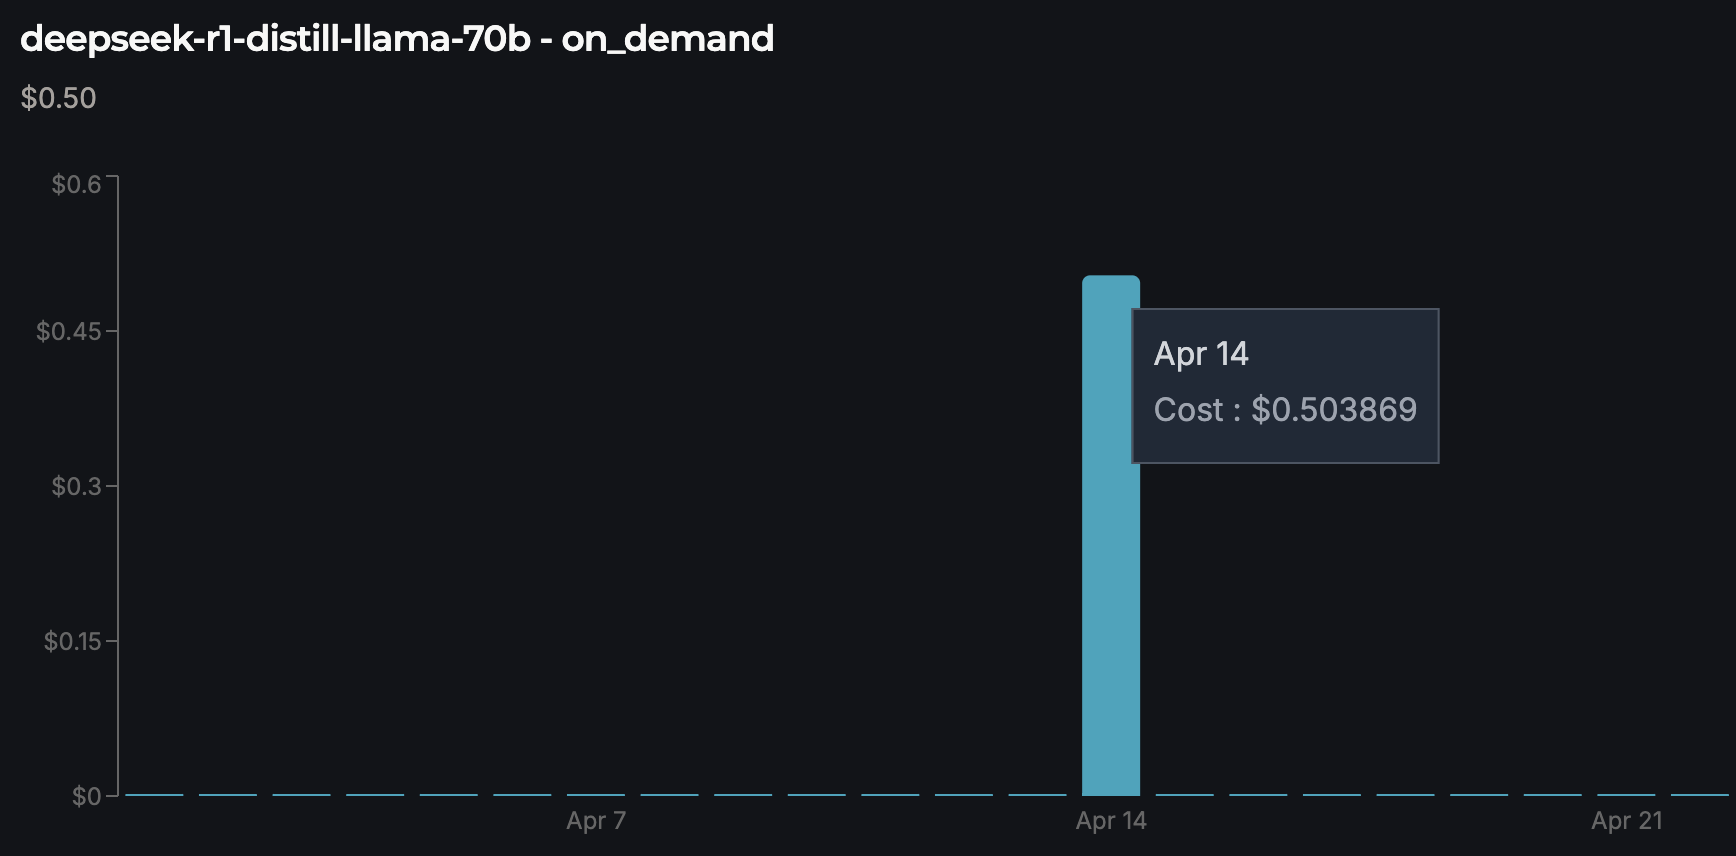 deepseek-r1-distill-llama-70b - on_demand
$0.50
$0.6
$0.45
$0.3
$0.15
$0
Apr 14
Cost : $0.503869
Apr 7
Apr 14
Apr 21